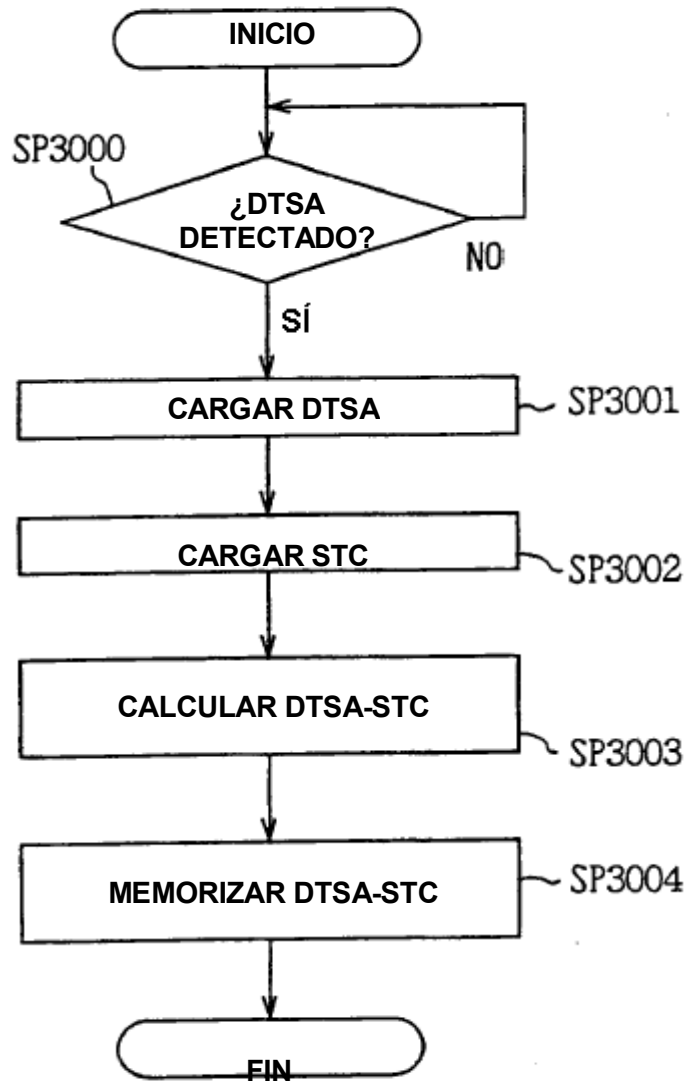 INICIO
SP3000
¿DTSA
DETECTADO?
NO
SÍ
CARGAR DTSA
SP3001
CARGAR STC
SP3002
CALCULAR DTSA-STC
SP3003
MEMORIZAR DTSA-STC
SP3004
FIN